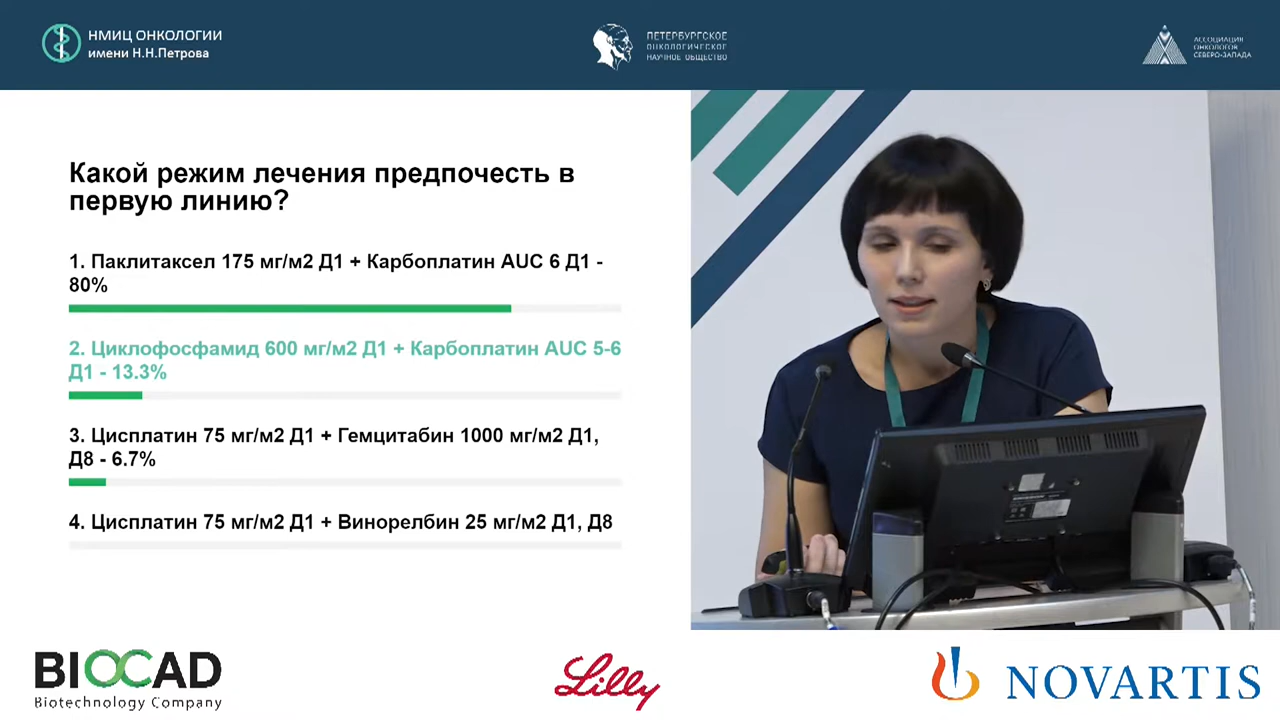 НМИЦ ОНКОЛОГИИ
имени Н.Н.Петрова
ПЕТЕРБУРГСКОЕ
ОНКОЛОГИЧЕСКОЕ
НАУЧНОЕ ОБЩЕСТВО
АССОЦИАЦИЯ
ОНКОЛОГОВ
СЕВЕРО-ЗАПАДА
Какой режим лечения предпочесть в
первую линию?
1. Паклитаксел 175 мг/м2 Д1 + Карбоплатин AUC 6 Д1 -
80%
2. Циклофосфамид 600 мг/м2 Д1 + Карбоплатин AUC 5-6
Д1 - 13.3%
3. Цисплатин 75 мг/м2 Д1 + Гемцитабин 1000 мг/м2 Д1,
Д8 - 6.7%
4. Цисплатин 75 мг/м2 Д1 + Винорелбин 25 мг/м2 Д1, Д8
BIOCAD
Biotechnology Company
Lilly
NOVARTIS